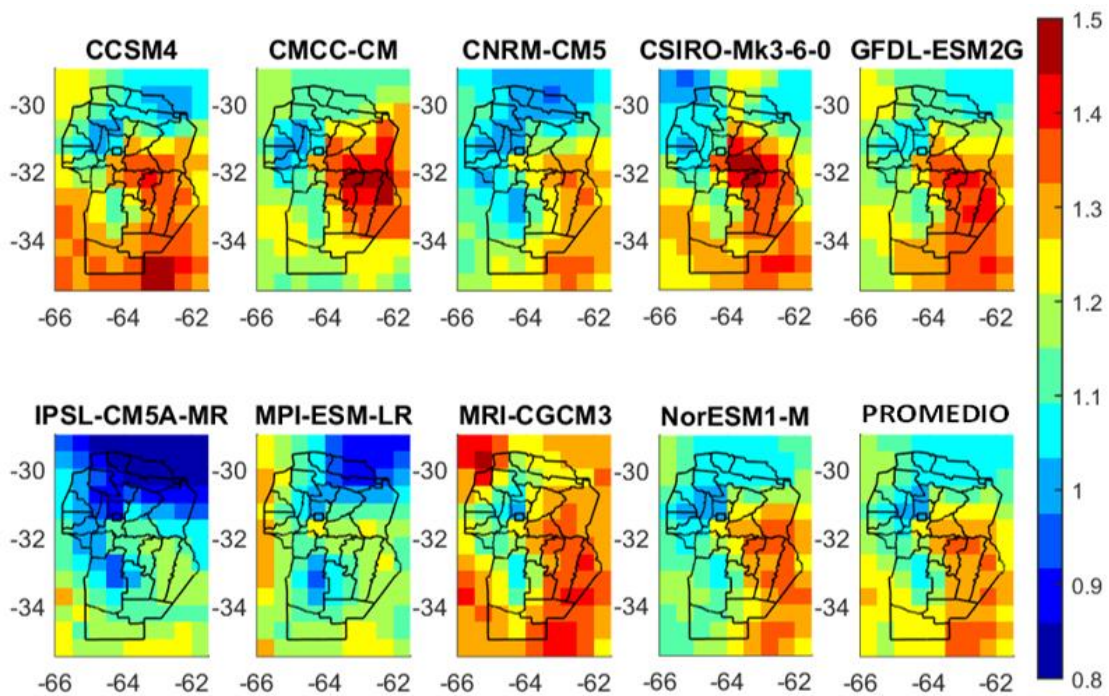 CCSM4 CMCC-CM CNRM-CM5 CSIRO-Mk3-6-0 GFDL-ESM2G
-30 -30 -30 -30 -30
-32 -32 -32 -32 -32
-34 -34 -34 -34 -34
-66 -64 -62 -66 -64 -62 -66 -64 -62 -66 -64 -62 -66 -64 -62
IPSL-CM5A-MR MPI-ESM-LR MRI-CGCM3 NorESM1-M PROMEDIO
-30 -30 -30 -30 -30
-32 -32 -32 -32 -32
-34 -34 -34 -34 -34
-66 -64 -62 -66 -64 -62 -66 -64 -62 -66 -64 -62 -66 -64 -62
1.5
1.4
1.3
1.2
1.1
1
0.9
0.8